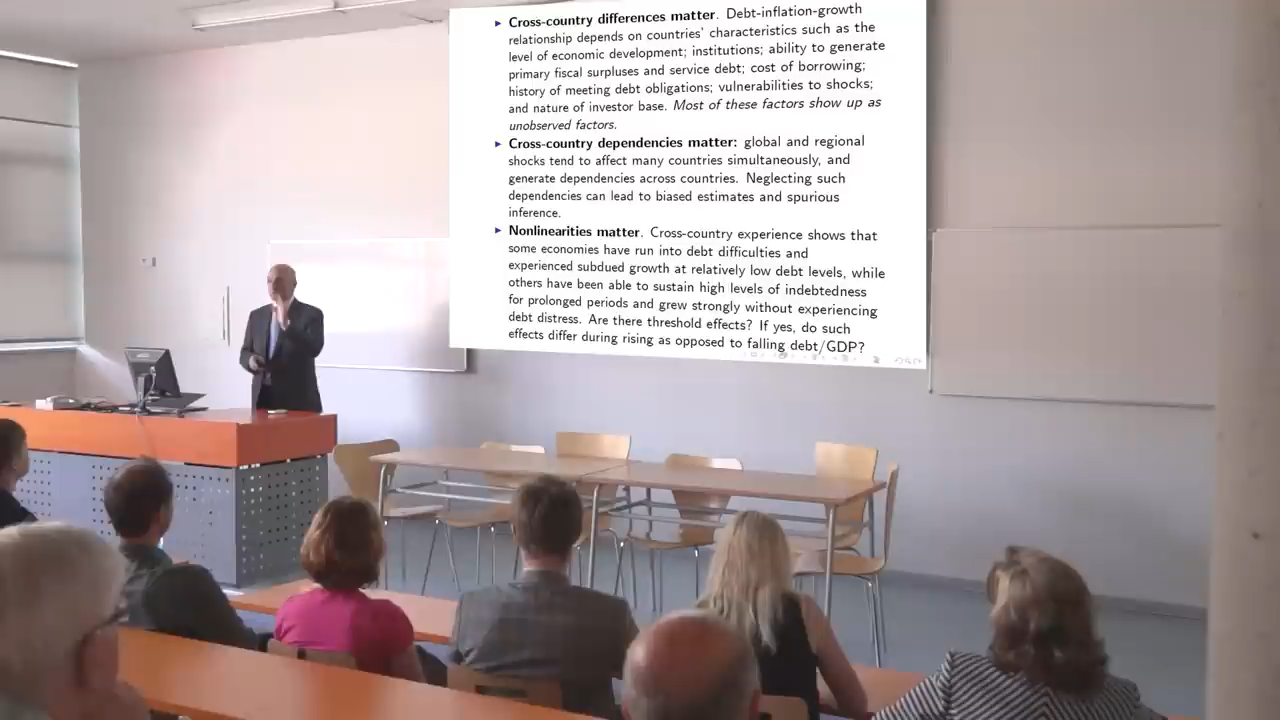 ▸ Cross-country differences matter. Debt-inflation-growth
relationship depends on countries' characteristics such as the
level of economic development; institutions; ability to generate
primary fiscal surpluses and service debt; cost of borrowing;
history of meeting debt obligations; vulnerabilities to shocks;
and nature of investor base. Most of these factors show up as
unobserved factors.
▸ Cross-country dependencies matter: global and regional
shocks tend to affect many countries simultaneously, and
generate dependencies across countries. Neglecting such
dependencies can lead to biased estimates and spurious
inference.
▸ Nonlinearities matter. Cross-country experience shows that
some economies have run into debt difficulties and
experienced subdued growth at relatively low debt levels, while
others have been able to sustain high levels of indebtedness
for prolonged periods and grew strongly without experiencing
debt distress. Are there threshold effects? If yes, do such
effects differ during rising as opposed to falling debt/GDP?